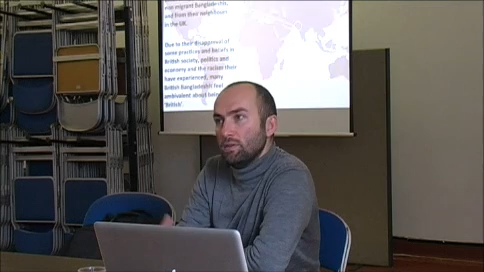 non migrant Bangladeshis,
and from their neighbours
in the UK.
Due to their disapproval of
some practices and beliefs in
British society, politics and
economy and the racism they
have experienced, many
British Bangladeshis feel
ambivalent about being
'British'.